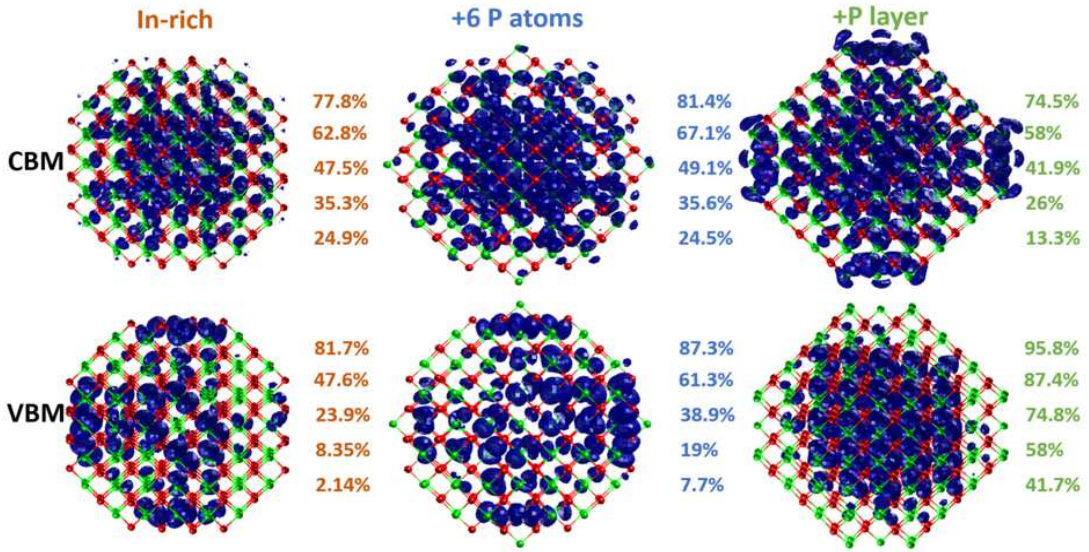 In-rich +6 P atoms +P layer
77.8% 81.4% 74.5%
62.8% 67.1% 58%
CBM 47.5% 49.1% 41.9%
35.3% 35.6% 26%
24.9% 24.5% 13.3%
81.7% 87.3% 95.8%
47.6% 61.3% 87.4%
VBM 23.9% 38.9% 74.8%
8.35% 19% 58%
2.14% 7.7% 41.7%